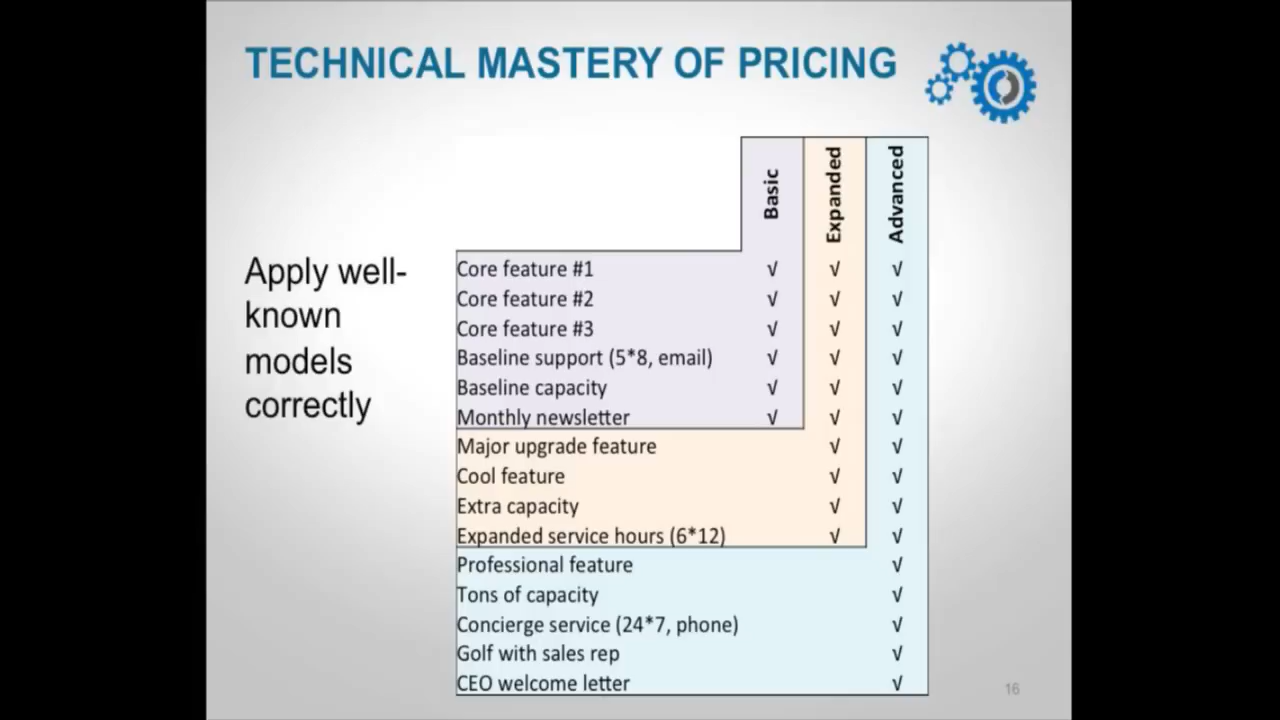 TECHNICAL MASTERY OF PRICING
Apply well-
known
models
correctly
Basic Expanded Advanced
Core feature #1 √ √ √
Core feature #2 √ √ √
Core feature #3 √ √ √
Baseline support (5*8, email) √ √ √
Baseline capacity √ √ √
Monthly newsletter √ √ √
Major upgrade feature √ √
Cool feature √ √
Extra capacity √ √
Expanded service hours (6*12) √ √
Professional feature √
Tons of capacity √
Concierge service (24*7, phone) √
Golf with sales rep √
CEO welcome letter √
16